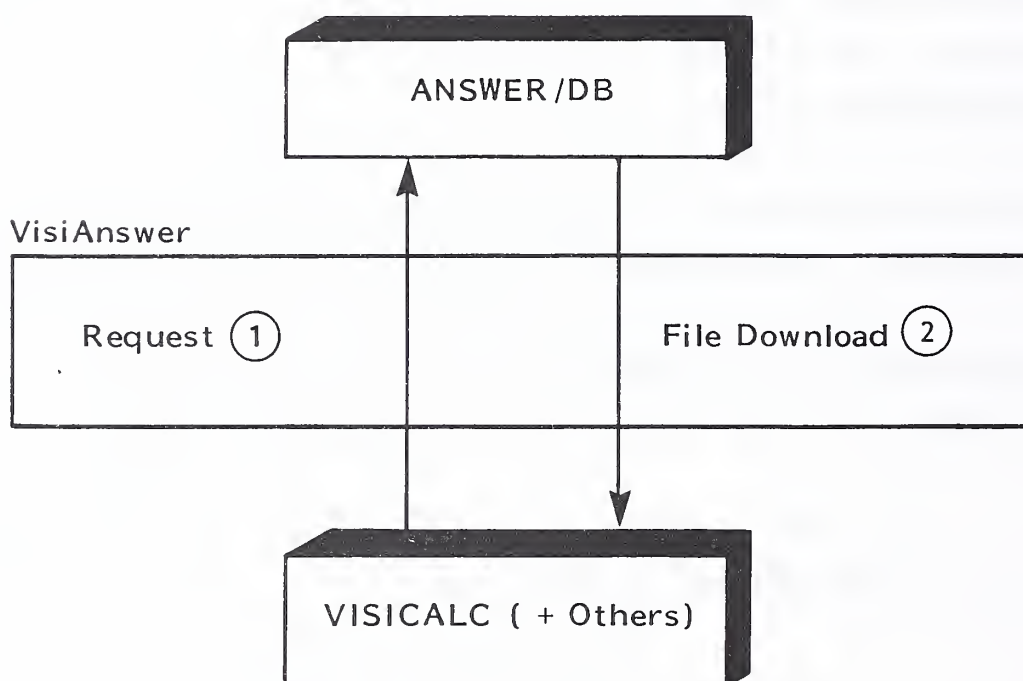 ANSWER/DB
VisiAnswer
Request 1
File Download 2
VISICALC ( + Others)